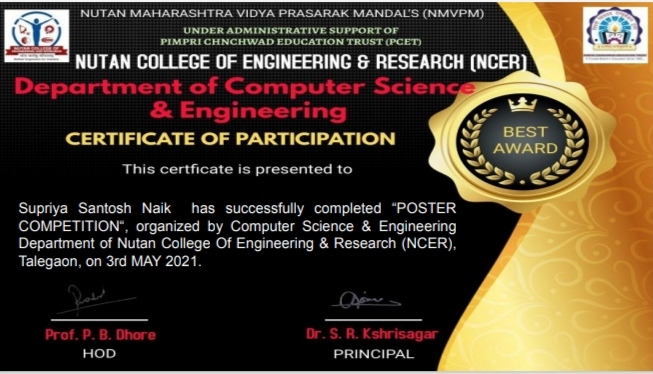 NUTAN MAHARASHTRA VIDYA PRASARAK MANDAL'S (NMVPM)
UNDER ADMINISTRATIVE SUPPORT OF
PIMPRI CHNCHWAD EDUCATION TRUST (PCET)
NUTAN COLLEGE OF ENGINEERING & RESEARCH (NCER)
Department of Computer Science
& Engineering
CERTIFICATE OF PARTICIPATION
BEST
AWARD
This certficate is presented to
Supriya Santosh Naik has successfully completed “POSTER
COMPETITION“, organized by Computer Science & Engineering
Department of Nutan College Of Engineering & Research (NCER),
Talegaon, on 3rd MAY 2021.
Prof. P. B. Dhore
HOD
Dr. S. R. Kshrisagar
PRINCIPAL